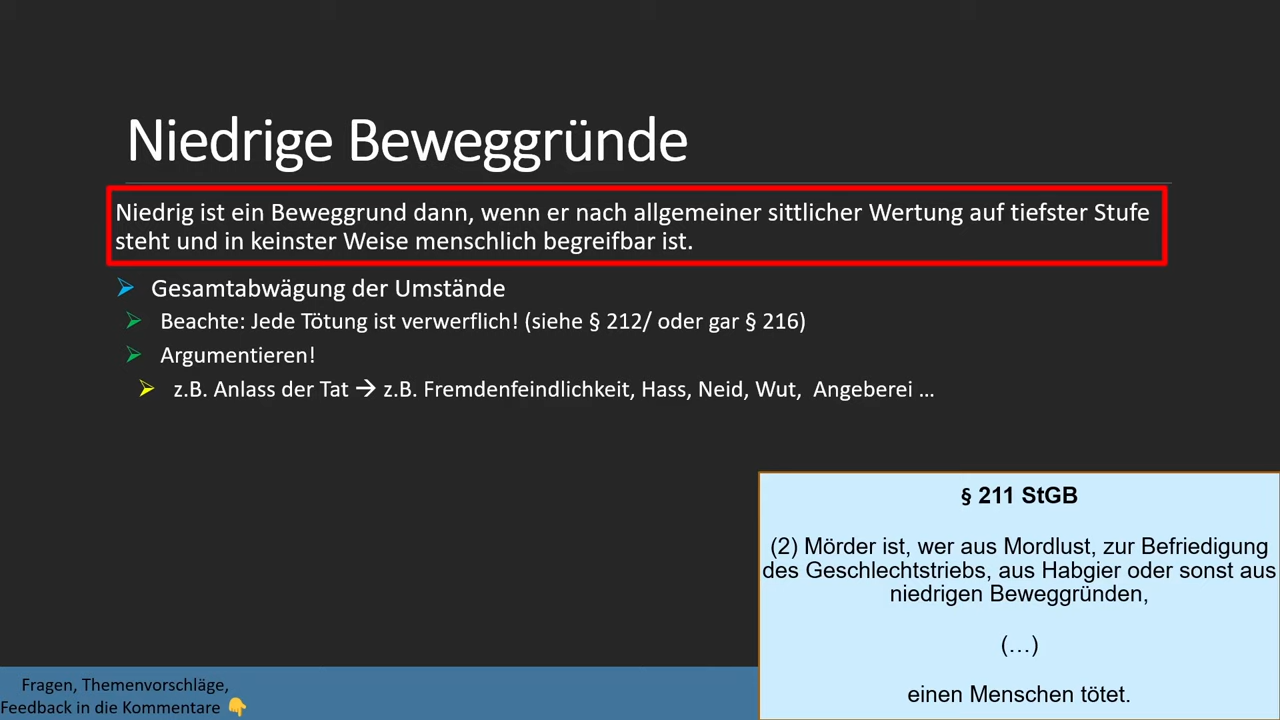 Niedrige Beweggründe
Niedrig ist ein Beweggrund dann, wenn er nach allgemeiner sittlicher Wertung auf tiefster Stufe
steht und in keinster Weise menschlich begreifbar ist.
➢ Gesamtabwägung der Umstände
➢ Beachte: Jede Tötung ist verwerflich! (siehe § 212/ oder gar § 216)
➢ Argumentieren!
➢ z.B. Anlass der Tat → z.B. Fremdenfeindlichkeit, Hass, Neid, Wut, Angeberei …
§ 211 StGB
(2) Mörder ist, wer aus Mordlust, zur Befriedigung
des Geschlechtstriebs, aus Habgier oder sonst aus
niedrigen Beweggründen,
(…)
einen Menschen tötet.
Fragen, Themenvorschläge,
Feedback in die Kommentare 👇